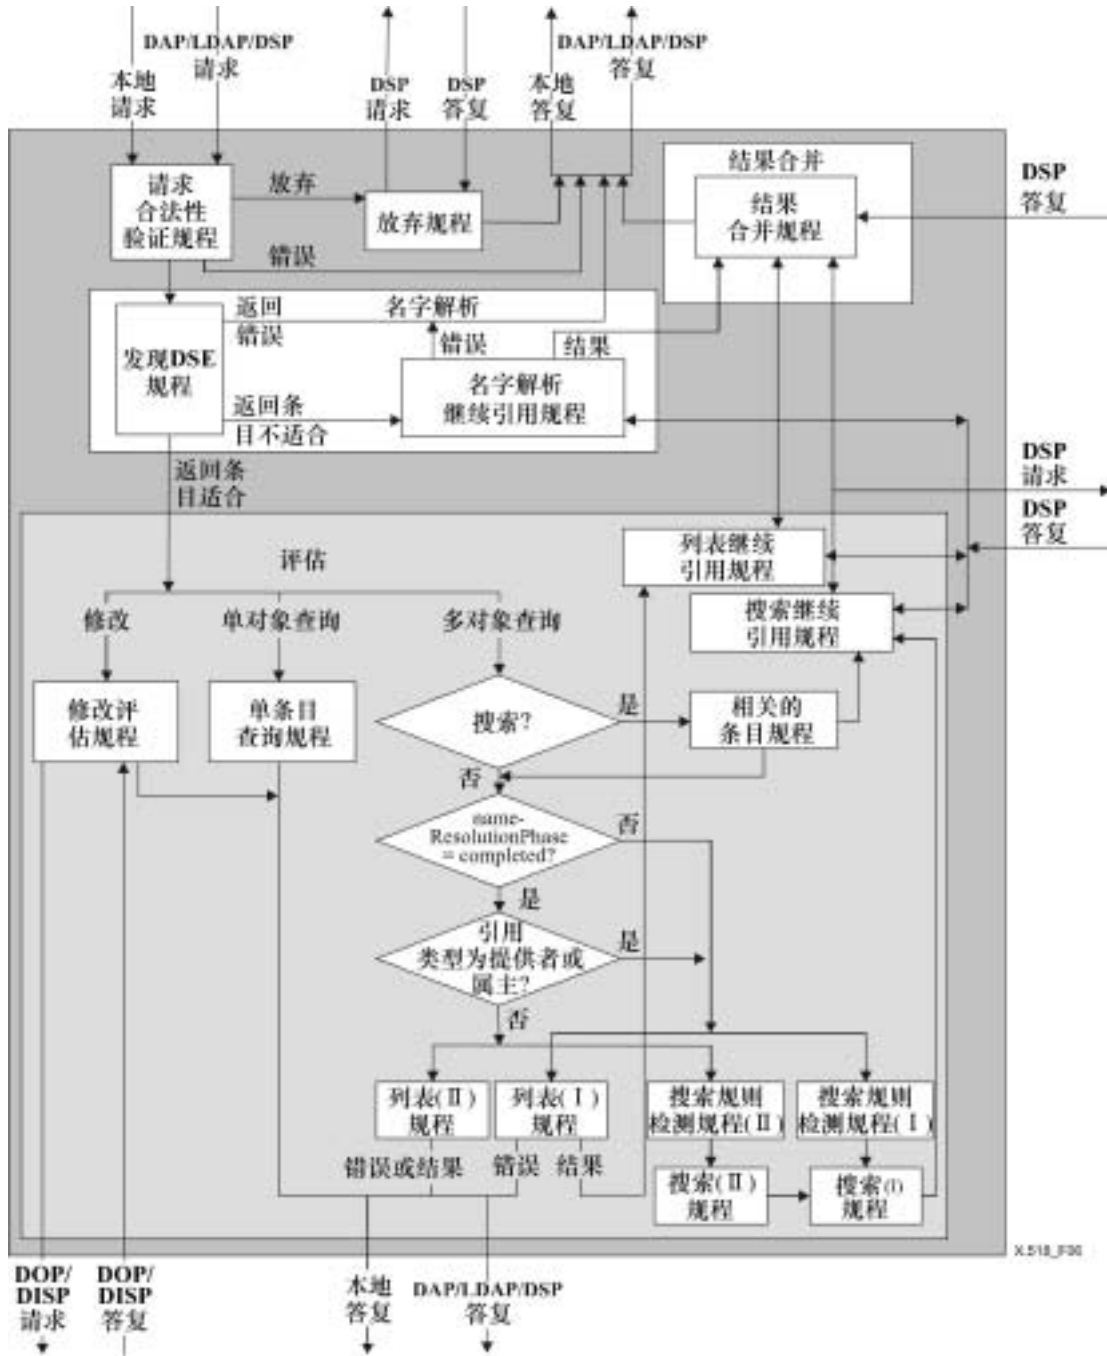 DAP/LDAP/DSP
请求
本地
请求
DSP
请求
DSP
答复
本地
答复
DAP/LDAP/DSP
答复
请求
合法性
验证规程
放弃
放弃规程
错误
结果合并
结果
合并规程
DSP
答复
发现DSE
规程
返回
错误
名字解析
错误
结果
名字解析
继续引用规程
返回条
目不适合
返回条
目适合
DSP
请求
DSP
答复
评估
列表继续
引用规程
搜索继续
引用规程
修改
单对象查询
多对象查询
修改评
估规程
单条目
查询规程
搜索?
是
相关的
条目规程
否
name-
ResolutionPhase
= completed?
否
是
引用
类型为提供者或
属主?
是
否
列表(Ⅱ)
规程
列表(Ⅰ)
规程
搜索规则
检测规程(Ⅱ)
搜索规则
检测规程(Ⅰ)
错误或结果
错误
结果
搜索(Ⅱ)
规程
搜索(I)
规程
X.518_F06
DOP/
DISP
请求
DOP/
DISP
答复
本地
答复
DAP/LDAP/DSP
答复